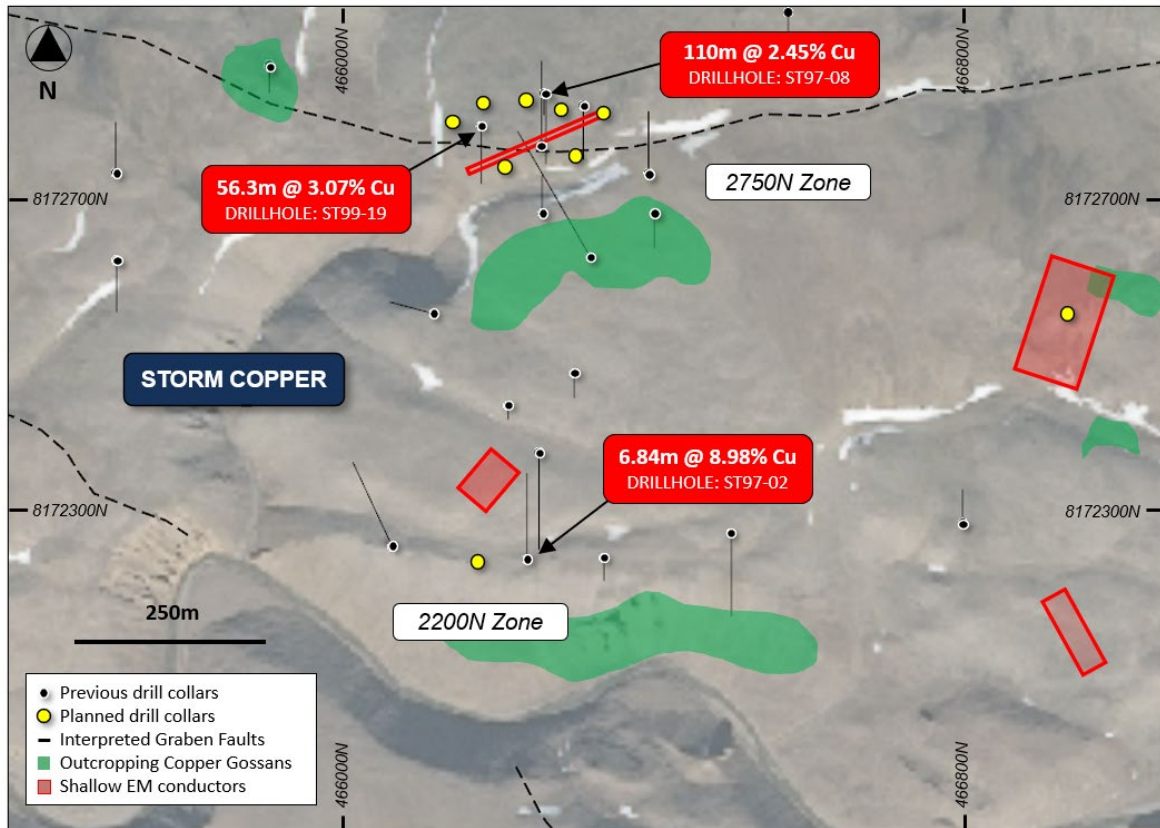 466000N
466800N
N
110m @ 2.45% Cu
DRILLHOLE: ST97-08
56.3m @ 3.07% Cu
DRILLHOLE: ST99-19
2750N Zone
8172700N
8172700N
STORM COPPER
6.84m @ 8.98% Cu
DRILLHOLE: ST97-02
8172300N
8172300N
250m
2200N Zone
Previous drill collars
Planned drill collars
Interpreted Graben Faults
Outcropping Copper Gossans
Shallow EM conductors
466000N
466800N